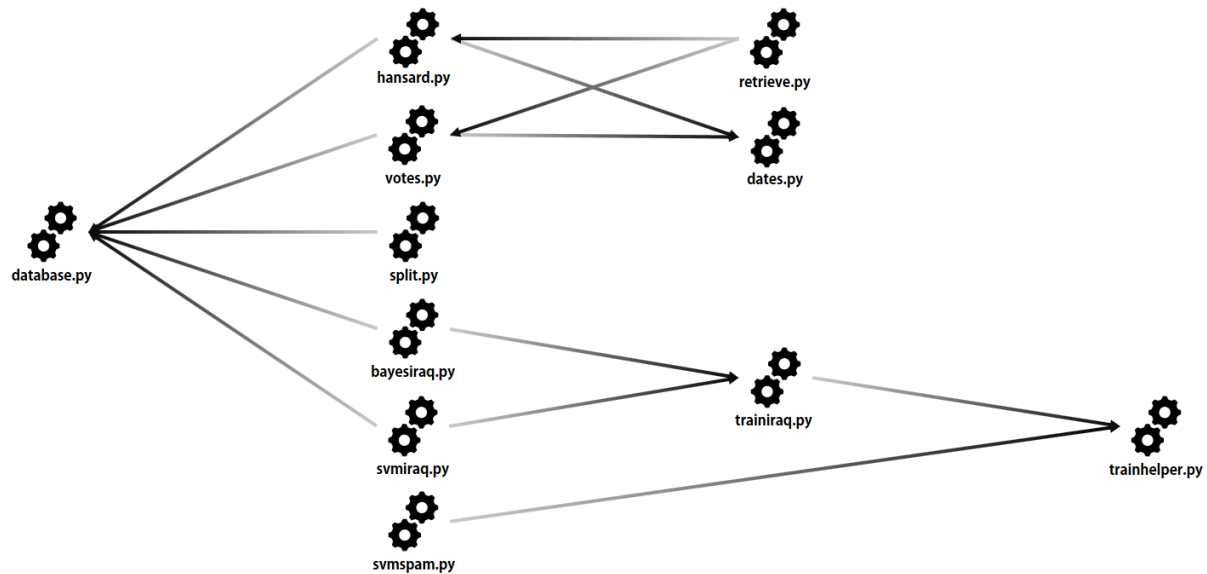 hansard.py
retrieve.py
votes.py
dates.py
database.py
split.py
bayesiraq.py
trainiraq.py
svmiraq.py
trainhelper.py
svmspam.py